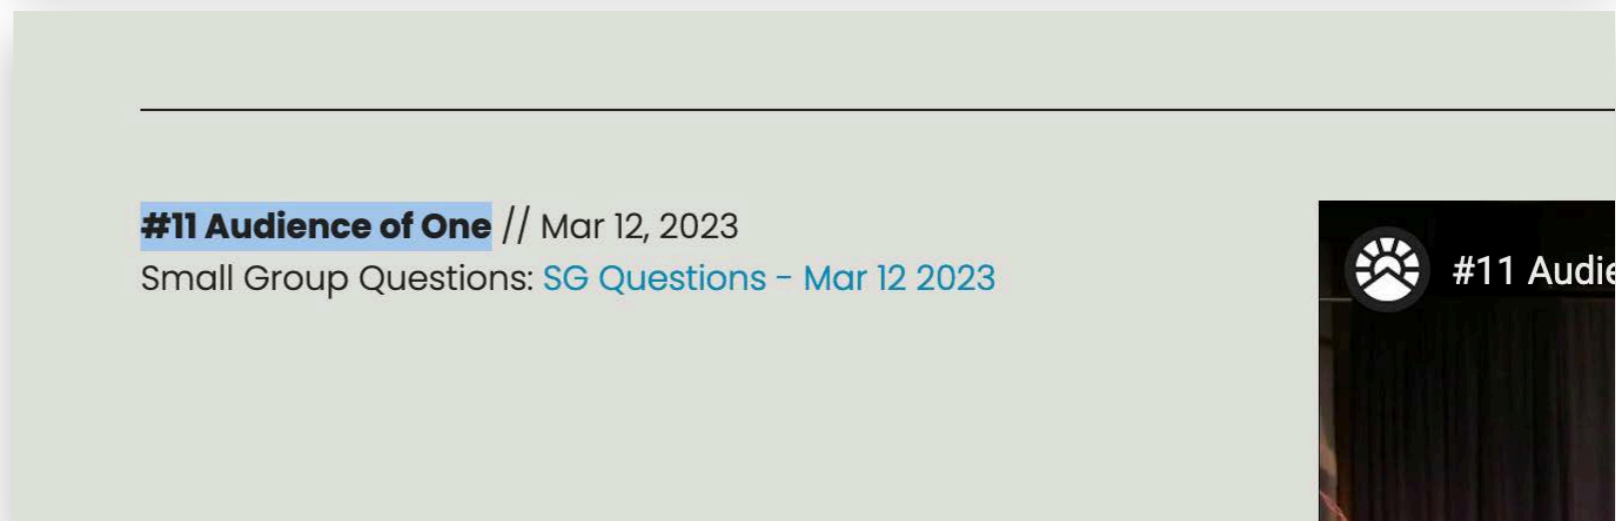 #11 Audience of One // Mar 12, 2023
Small Group Questions: SG Questions - Mar 12 2023
#11 Audie